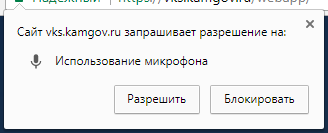 Сайт vks.kamgov.ru запрашивает разрешение на:
Использование микрофона
Разрешить Блокировать